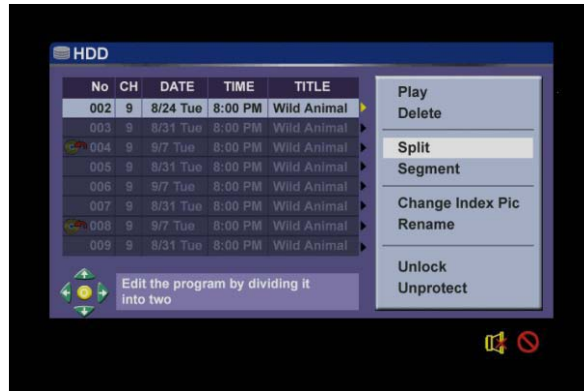 HDD
No CH DATE TIME TITLE
002 9 8/24 Tue 8:00 PM Wild Animal
003 9 8/31 Tue 8:00 PM Wild Animal
004 9 9/7 Tue 8:00 PM Wild Animal
005 9 8/31 Tue 8:00 PM Wild Animal
006 9 9/7 Tue 8:00 PM Wild Animal
007 9 8/31 Tue 8:00 PM Wild Animal
008 9 9/7 Tue 8:00 PM Wild Animal
009 9 8/31 Tue 8:00 PM Wild Animal
Edit the program by dividing it
into two
Play
Delete
Split
Segment
Change Index Pic
Rename
Unlock
Unprotect